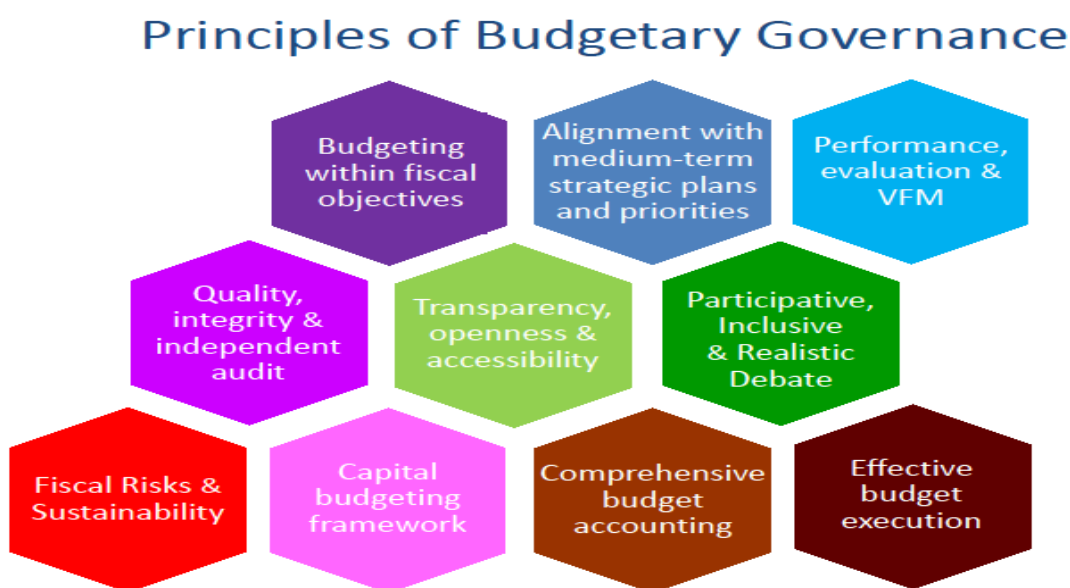 Principles of Budgetary Governance
Budgeting
within fiscal
objectives
Alignment with
medium-term
strategic plans
and priorities
Performance,
evaluation &
VFM
Quality,
integrity &
independent
audit
Transparency,
openness &
accessibility
Participative,
Inclusive
& Realistic
Debate
Fiscal Risks &
Sustainability
Capital
budgeting
framework
Comprehensive
budget
accounting
Effective
budget
execution